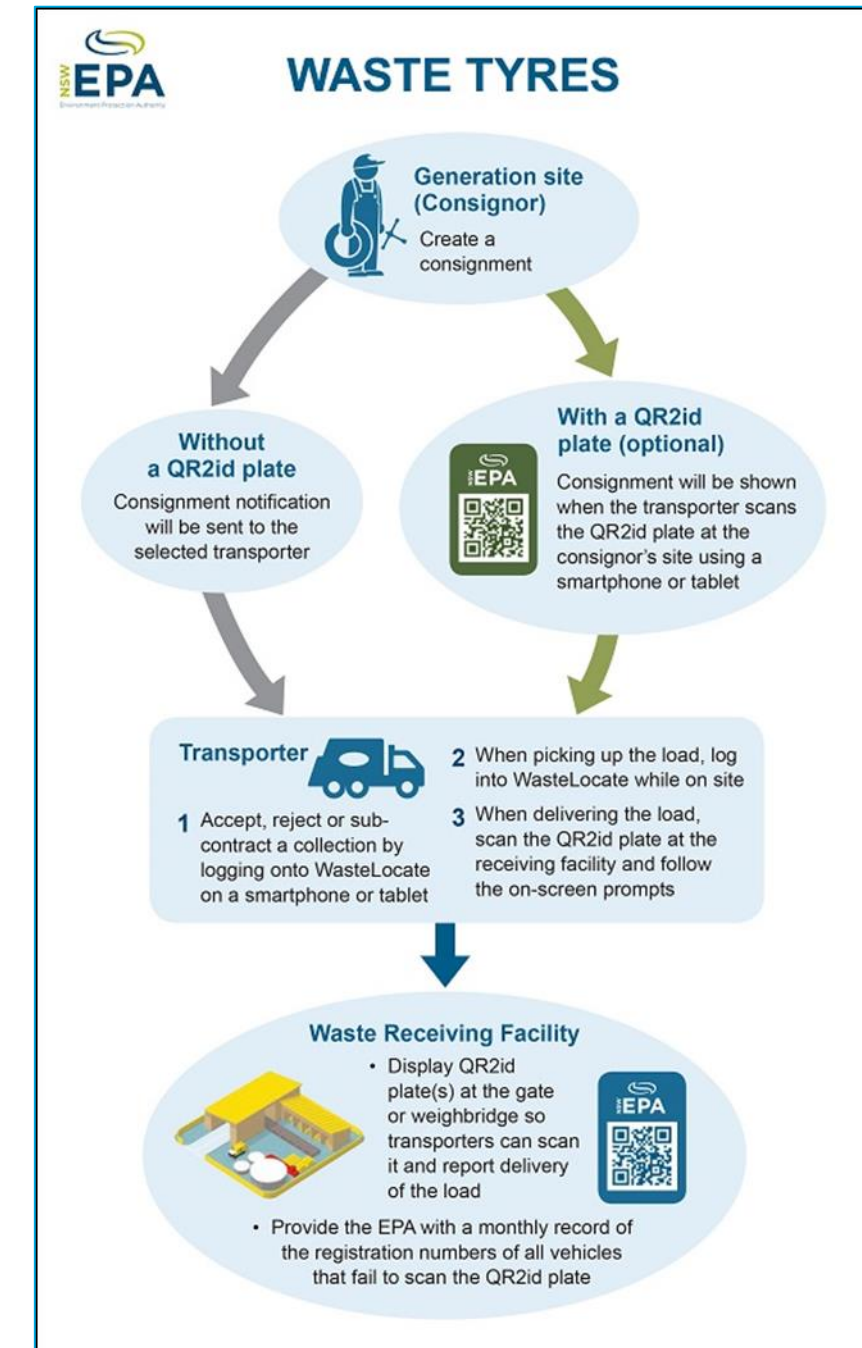 NSW
EPA
Environment Protection Authority
WASTE TYRES
Generation site
(Consignor)
Create a
consignment
Without
a QR2id plate
Consignment notification
will be sent to the
selected transporter
With a QR2id
plate (optional)
NSW
EPA
Consignment will be shown
when the transporter scans
the QR2id plate at the
consignor's site using a
smartphone or tablet
Transporter
1 Accept, reject or sub-
contract a collection by
logging onto WasteLocate
on a smartphone or tablet
2 When picking up the load, log
into WasteLocate while on site
3 When delivering the load,
scan the QR2id plate at the
receiving facility and follow
the on-screen prompts
Waste Receiving Facility
• Display QR2id
plate(s) at the gate
or weighbridge so
transporters can scan
it and report delivery
of the load
NSW
EPA
• Provide the EPA with a monthly record of
the registration numbers of all vehicles
that fail to scan the QR2id plate